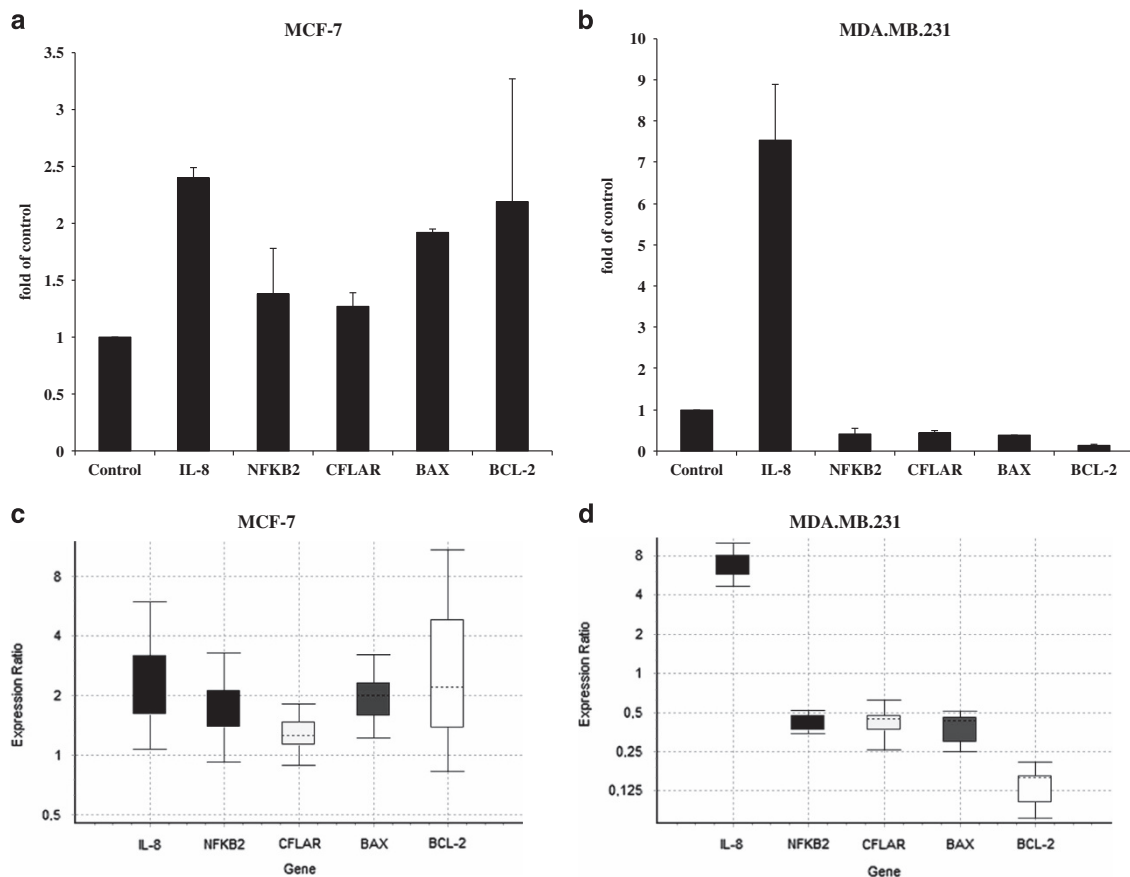 a
MCF-7
fold of control
3.5
3
2.5
2
1.5
1
0.5
0
Control IL-8 NFKB2 CFLAR BAX BCL-2
b
MDA.MB.231
fold of control
10
9
8
7
6
5
4
3
2
1
0
Control IL-8 NFKB2 CFLAR BAX BCL-2
c
MCF-7
Expression Ratio
8
4
2
1
0.5
IL-8 NFKB2 CFLAR BAX BCL-2
Gene
d
MDA.MB.231
Expression Ratio
8
4
2
1
0.5
0.25
0,125
IL-8 NFKB2 CFLAR BAX BCL-2
Gene